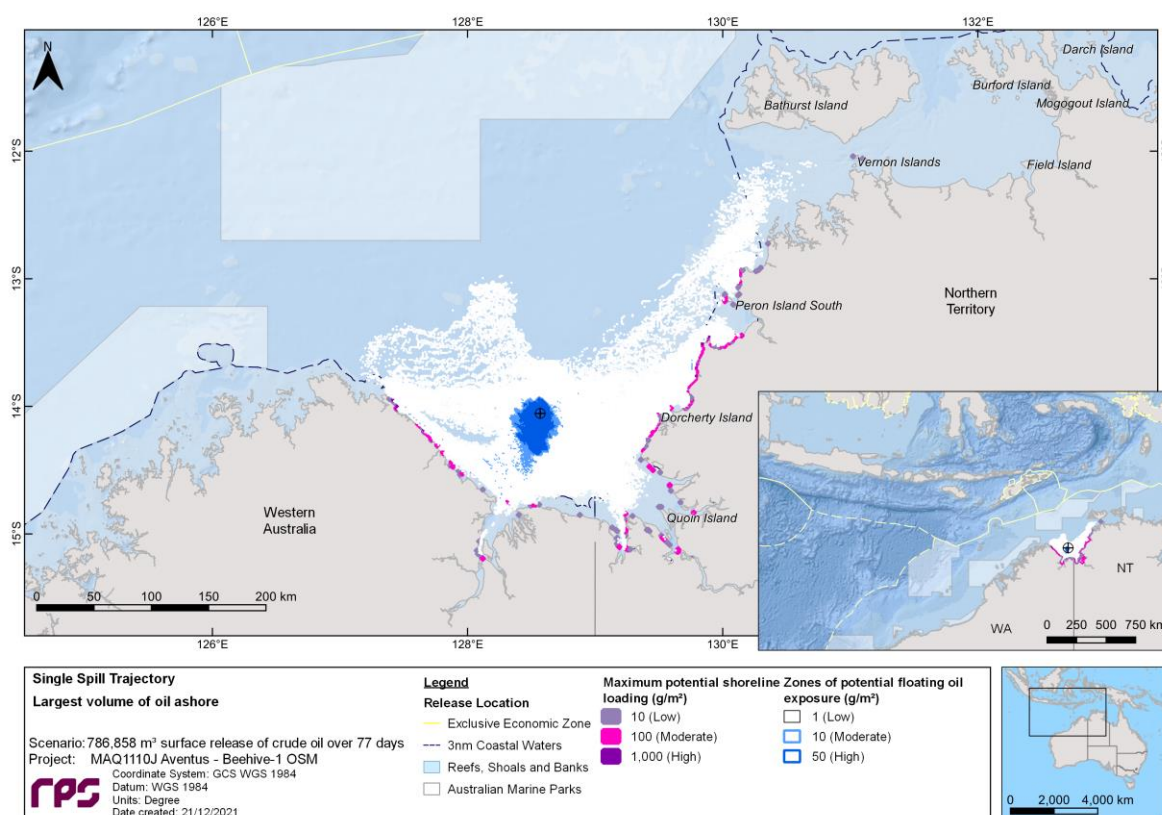 126°E 128°E 130°E 132°E
N
Darch Island
Burford Island
Bathurst Island
Mogogout Island
12°S
Vernon Islands
Field Island
13°S
Peron Island South
Northern
Territory
14°S
Dorcherty Island
Western
Australia
Quoin Island
15°S
NT
WA
0 50 100 150 200 km
0 250 500 750 km
126°E 128°E 130°E
Single Spill Trajectory
Largest volume of oil ashore
Scenario: 786,858 m³ surface release of crude oil over 77 days
Project: MAQ1110J Aventus - Beehive-1 OSM
rps
Coordinate System: GCS WGS 1984
Datum: WGS 1984
Units: Degree
Date created: 21/12/2021
Legend
Release Location
Exclusive Economic Zone
3nm Coastal Waters
Reefs, Shoals and Banks
Australian Marine Parks
Maximum potential shoreline
loading (g/m²)
10 (Low)
100 (Moderate)
1,000 (High)
Zones of potential floating oil
exposure (g/m²)
1 (Low)
10 (Moderate)
50 (High)
0 2,000 4,000 km